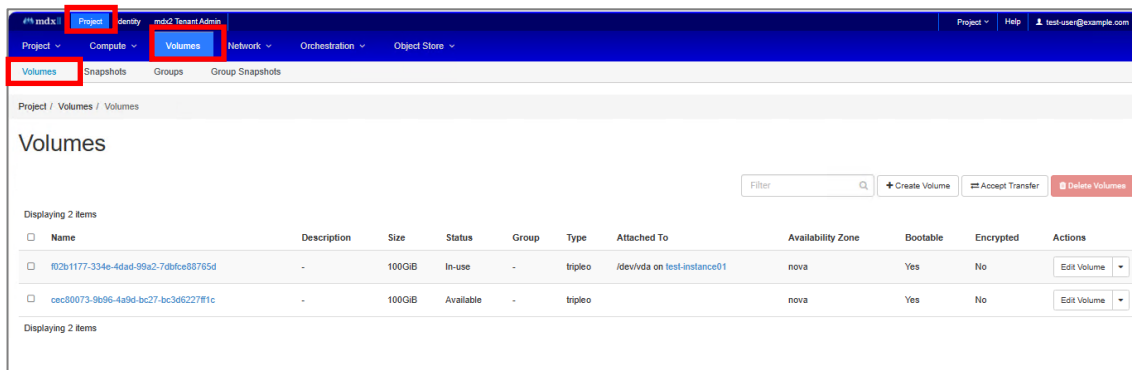 mdx II Project Identity mdx2 Tenant Admin Project Help test-user@example.com
Project Compute Volumes Network Orchestration Object Store
Volumes Snapshots Groups Group Snapshots
Project / Volumes / Volumes
Volumes
Filter + Create Volume Accept Transfer Delete Volumes
Displaying 2 items
Name Description Size Status Group Type Attached To Availability Zone Bootable Encrypted Actions
f02b1177-334e-4dad-99a2-7dbfce88765d - 100GiB In-use - tripleo /dev/vda on test-instance01 nova Yes No Edit Volume
cec80073-9b96-4a9d-bc27-bc3d6227ff1c - 100GiB Available - tripleo nova Yes No Edit Volume
Displaying 2 items